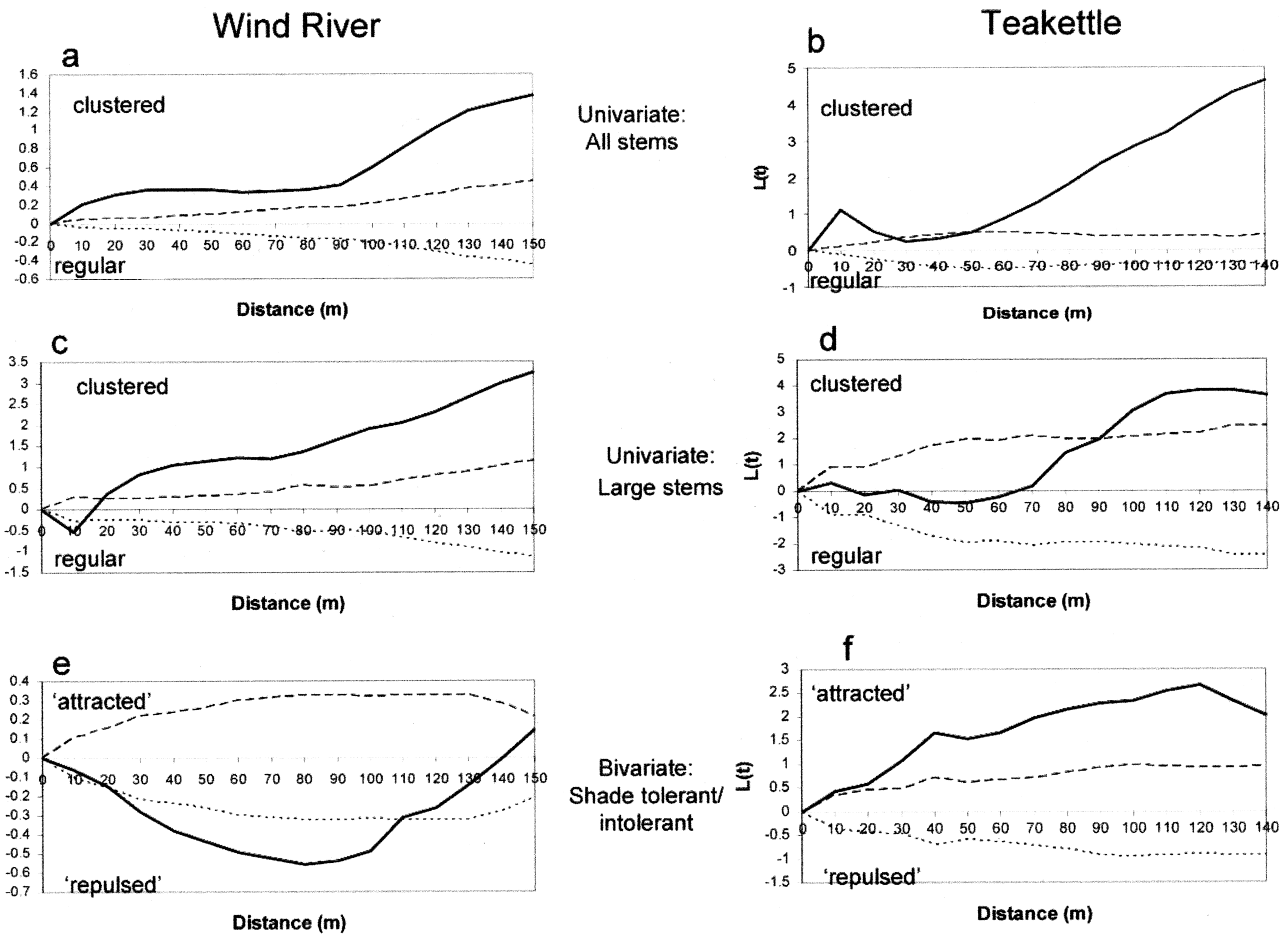 Wind River
Teakettle
a
1.6
1.4
1.2
1
0.8
0.6
0.4
0.2
0
-0.2
-0.4
-0.6
clustered
regular
0 10 20 30 40 50 60 70 80 90 100 110 120 130 140 150
Distance (m)
Univariate:
All stems
b
5
4
3
2
1
0
-1
L(t)
clustered
regular
0 10 20 30 40 50 60 70 80 90 100 110 120 130 140
Distance (m)
c
3.5
3
2.5
2
1.5
1
0.5
0
-0.5
-1
-1.5
clustered
regular
0 10 20 30 40 50 60 70 80 90 100 110 120 130 140 150
Distance (m)
Univariate:
Large stems
d
5
4
3
2
1
0
-1
-2
-3
L(t)
clustered
regular
0 10 20 30 40 50 60 70 80 90 100 110 120 130 140
Distance (m)
e
0.4
0.3
0.2
0.1
0
-0.1
-0.2
-0.3
-0.4
-0.5
-0.6
-0.7
'attracted'
'repulsed'
0 10 20 30 40 50 60 70 80 90 100 110 120 130 140 150
Distance (m)
Bivariate:
Shade tolerant/
intolerant
f
3
2.5
2
1.5
1
0.5
0
-0.5
-1
-1.5
L(t)
'attracted'
'repulsed'
0 10 20 30 40 50 60 70 80 90 100 110 120 130 140
Distance (m)